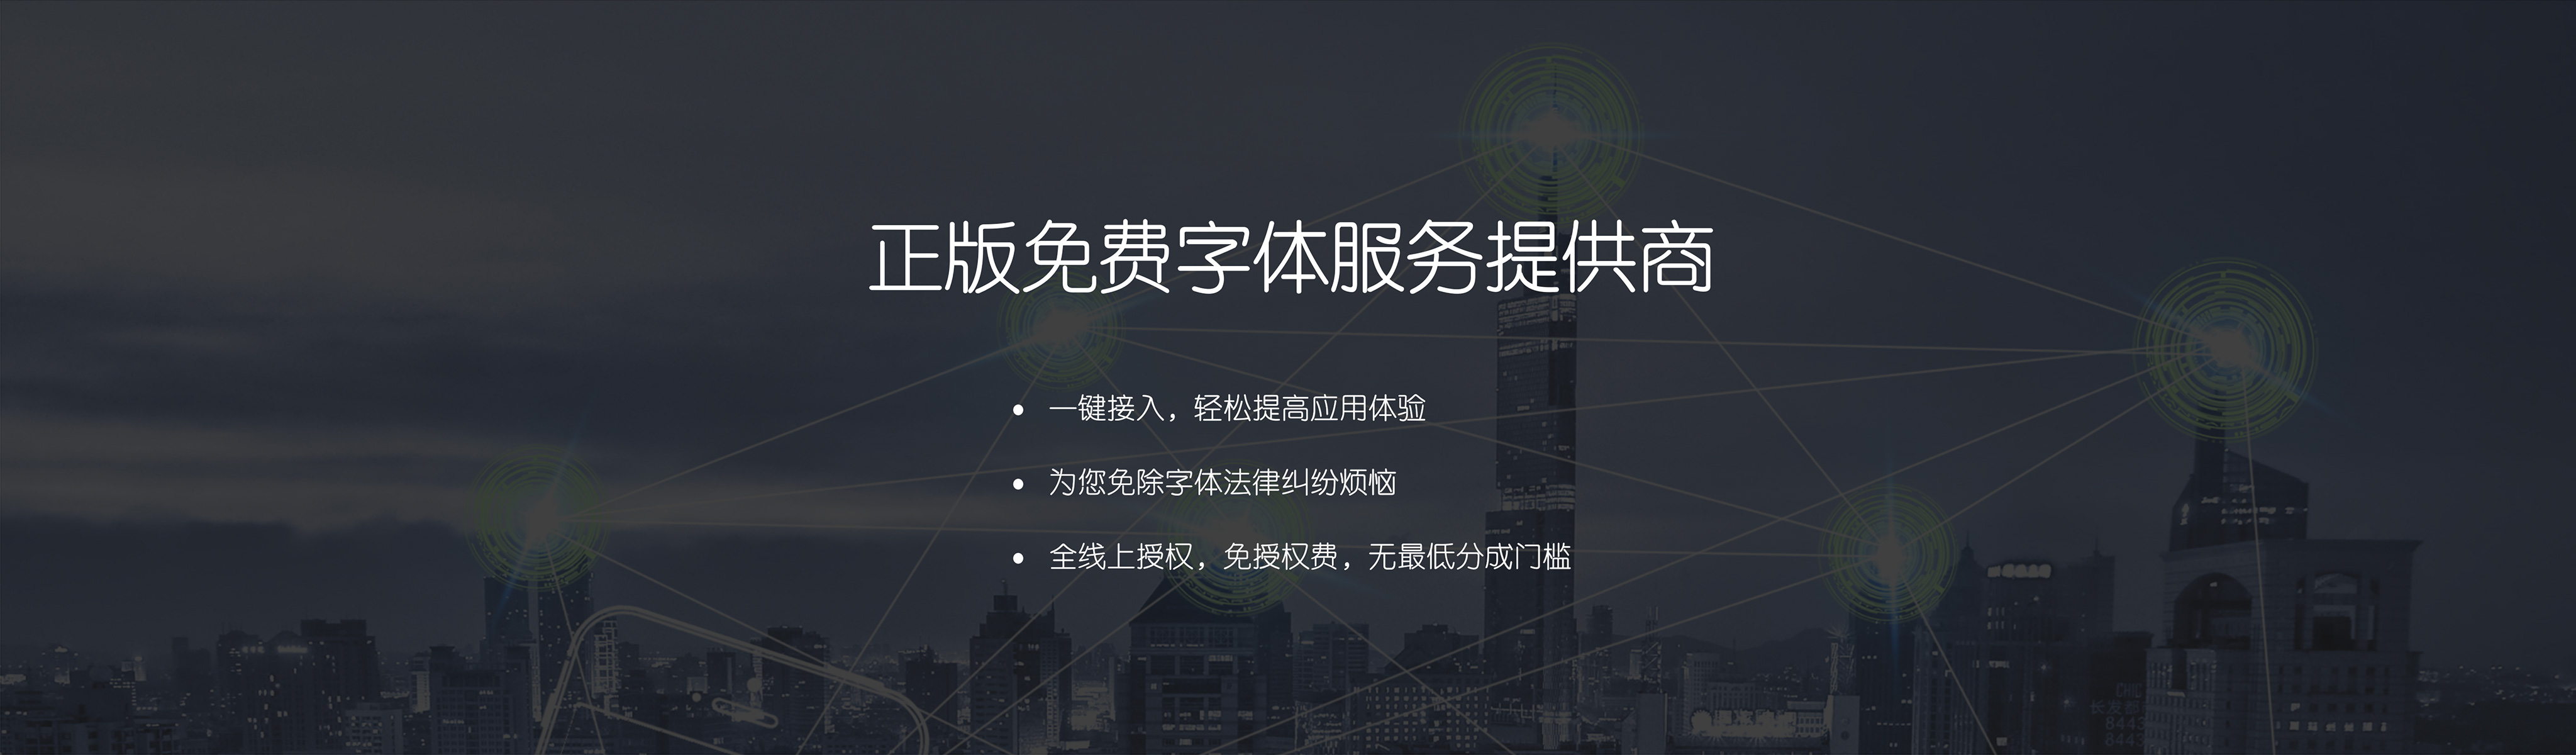 正版免费字体服务提供商
一键接入，轻松提高应用体验
为您免除字体法律纠纷烦恼
全线上授权，免授权费，无最低分成门槛